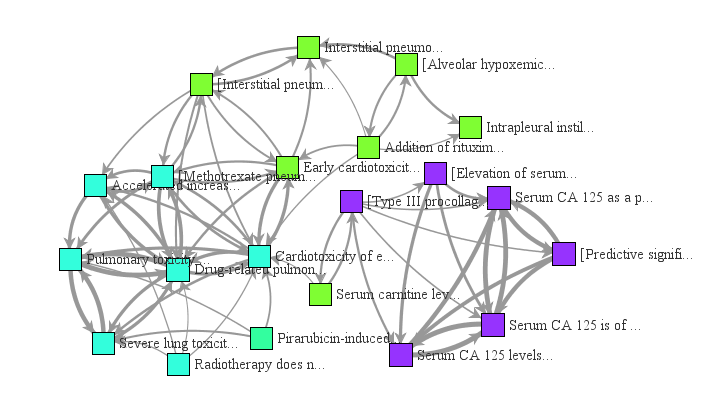 Interstitial pneumo...
[Alveolar hypoxemic...
[Interstitial pneum...
Intrapleural instil...
Addition of rituxim...
Early cardiotoxicit...
[Elevation of serum...
[Methotrexate pneum...
Accelerated increas...
Serum CA 125 as a p...
[Type III procollag...
[Predictive signifi...
Pulmonary toxicity...
Cardiotoxicity of e...
Drug-related pulmon...
Serum carnitine lev...
Serum CA 125 is of ...
Pirarubicin-induced
Severe lung toxicit...
Serum CA 125 levels...
Radiotherapy does n...